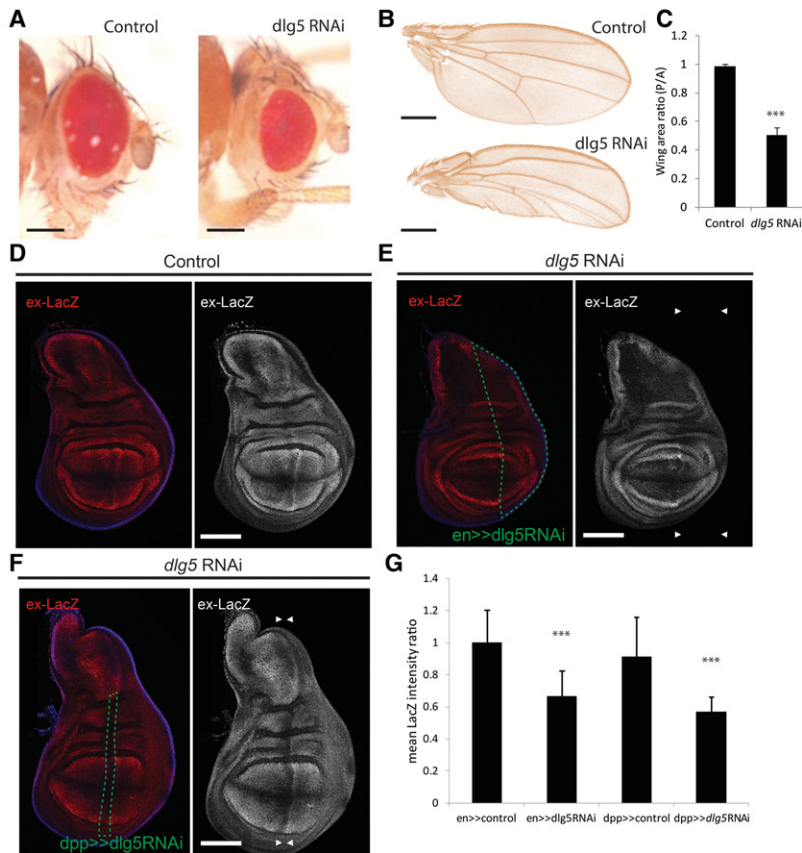 A
Control
dlg5 RNAi
B
Control
dlg5 RNAi
C
Wing area ratio (P/A)
1.2
1
0.8
0.6
0.4
0.2
0
***
Control
dlg5 RNAi
D
Control
ex-LacZ
ex-LacZ
E
dlg5 RNAi
ex-LacZ
ex-LacZ
en>>dlg5RNAi
F
dlg5 RNAi
ex-LacZ
ex-LacZ
dpp>>dlg5RNAi
G
mean LacZ intensity ratio
1.4
1.2
1
0.8
0.6
0.4
0.2
0
***
***
en>>control
en>>dlg5RNAi
dpp>>control
dpp>>dlg5RNAi